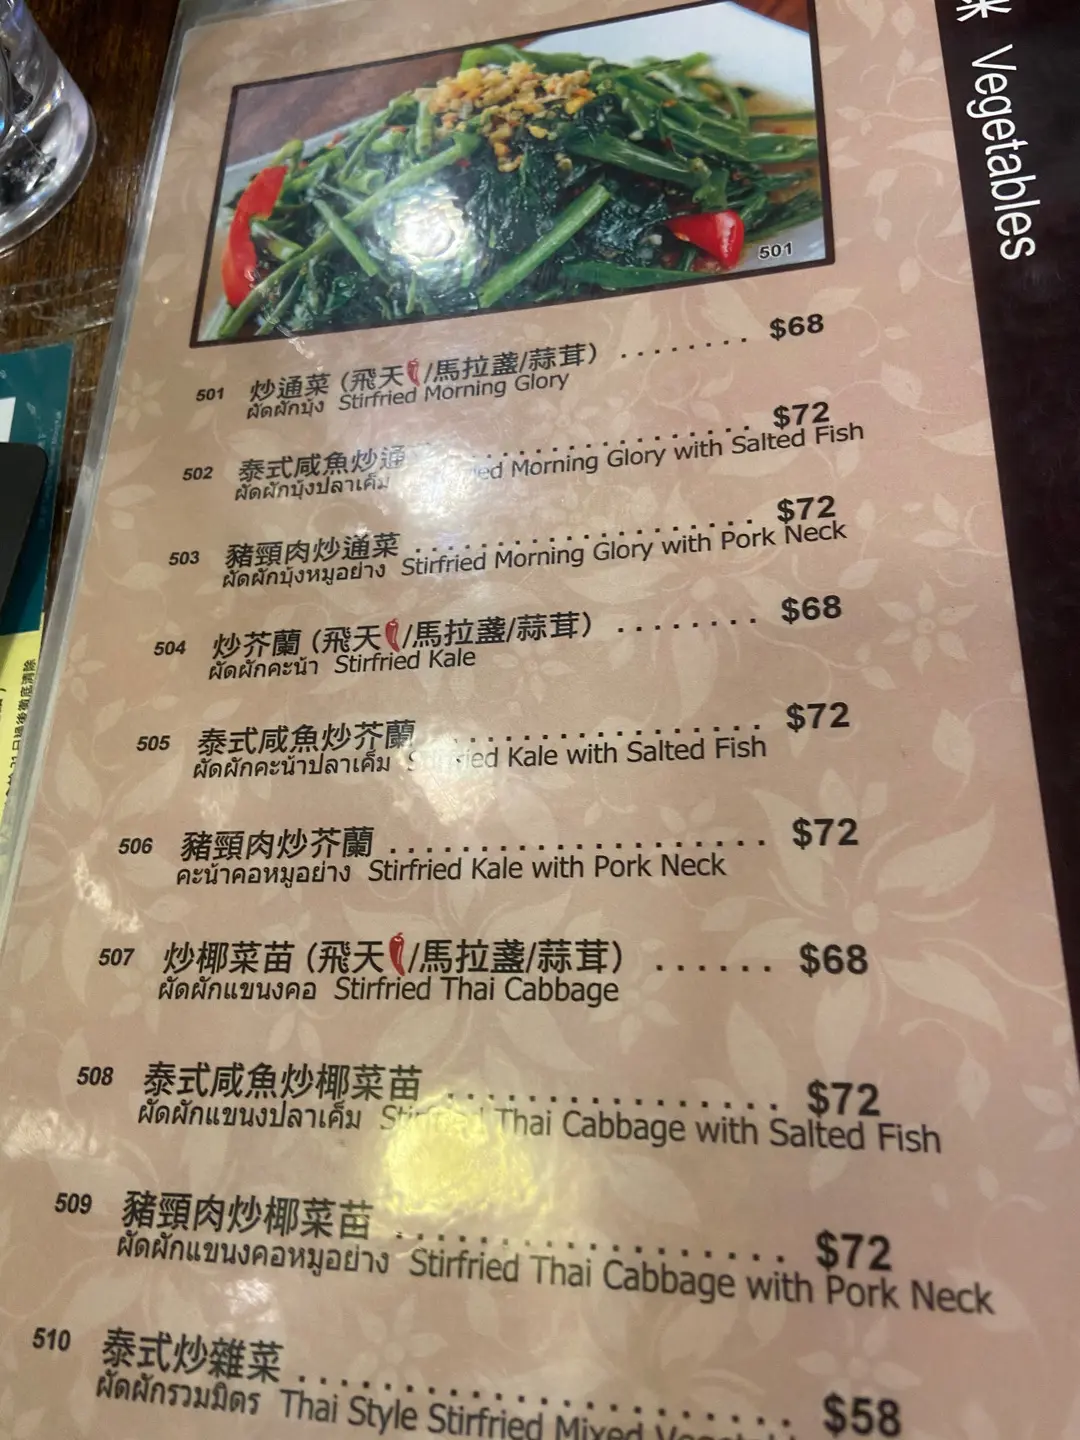 Vegetables
501
501 炒通菜 (飛天/馬拉盞/蒜茸) ........ $68
ผัดผักบุ้ง Stirfried Morning Glory
502 泰式咸魚炒通 ............ $72
ผัดผักบุ้งปลาเค็ม Morning Glory with Salted Fish
503 豬頸肉炒通菜 .................... $72
ผัดผักบุ้งหมูอย่าง Stirfried Morning Glory with Pork Neck
504 炒芥蘭 (飛天/馬拉盞/蒜茸) ........ $68
ผัดผักคะน้า Stirfried Kale
505 泰式咸魚炒芥蘭 ................ $72
ผัดผักคะน้าปลาเค็ม Stirfried Kale with Salted Fish
506 豬頸肉炒芥蘭 .................... $72
คะน้าคอหมูอย่าง Stirfried Kale with Pork Neck
507 炒椰菜苗 (飛天/馬拉盞/蒜茸) ...... $68
ผัดผักแขนงคอ Stirfried Thai Cabbage
508 泰式咸魚炒椰菜苗 ................ $72
ผัดผักแขนงปลาเค็ม Stirfried Thai Cabbage with Salted Fish
509 豬頸肉炒椰菜苗 .................. $72
ผัดผักแขนงคอหมูอย่าง Stirfried Thai Cabbage with Pork Neck
510 泰式炒雜菜 ........................ $58
ผัดผักรวมมิตร Thai Style Stirfried Mixed
日過後徹底清除